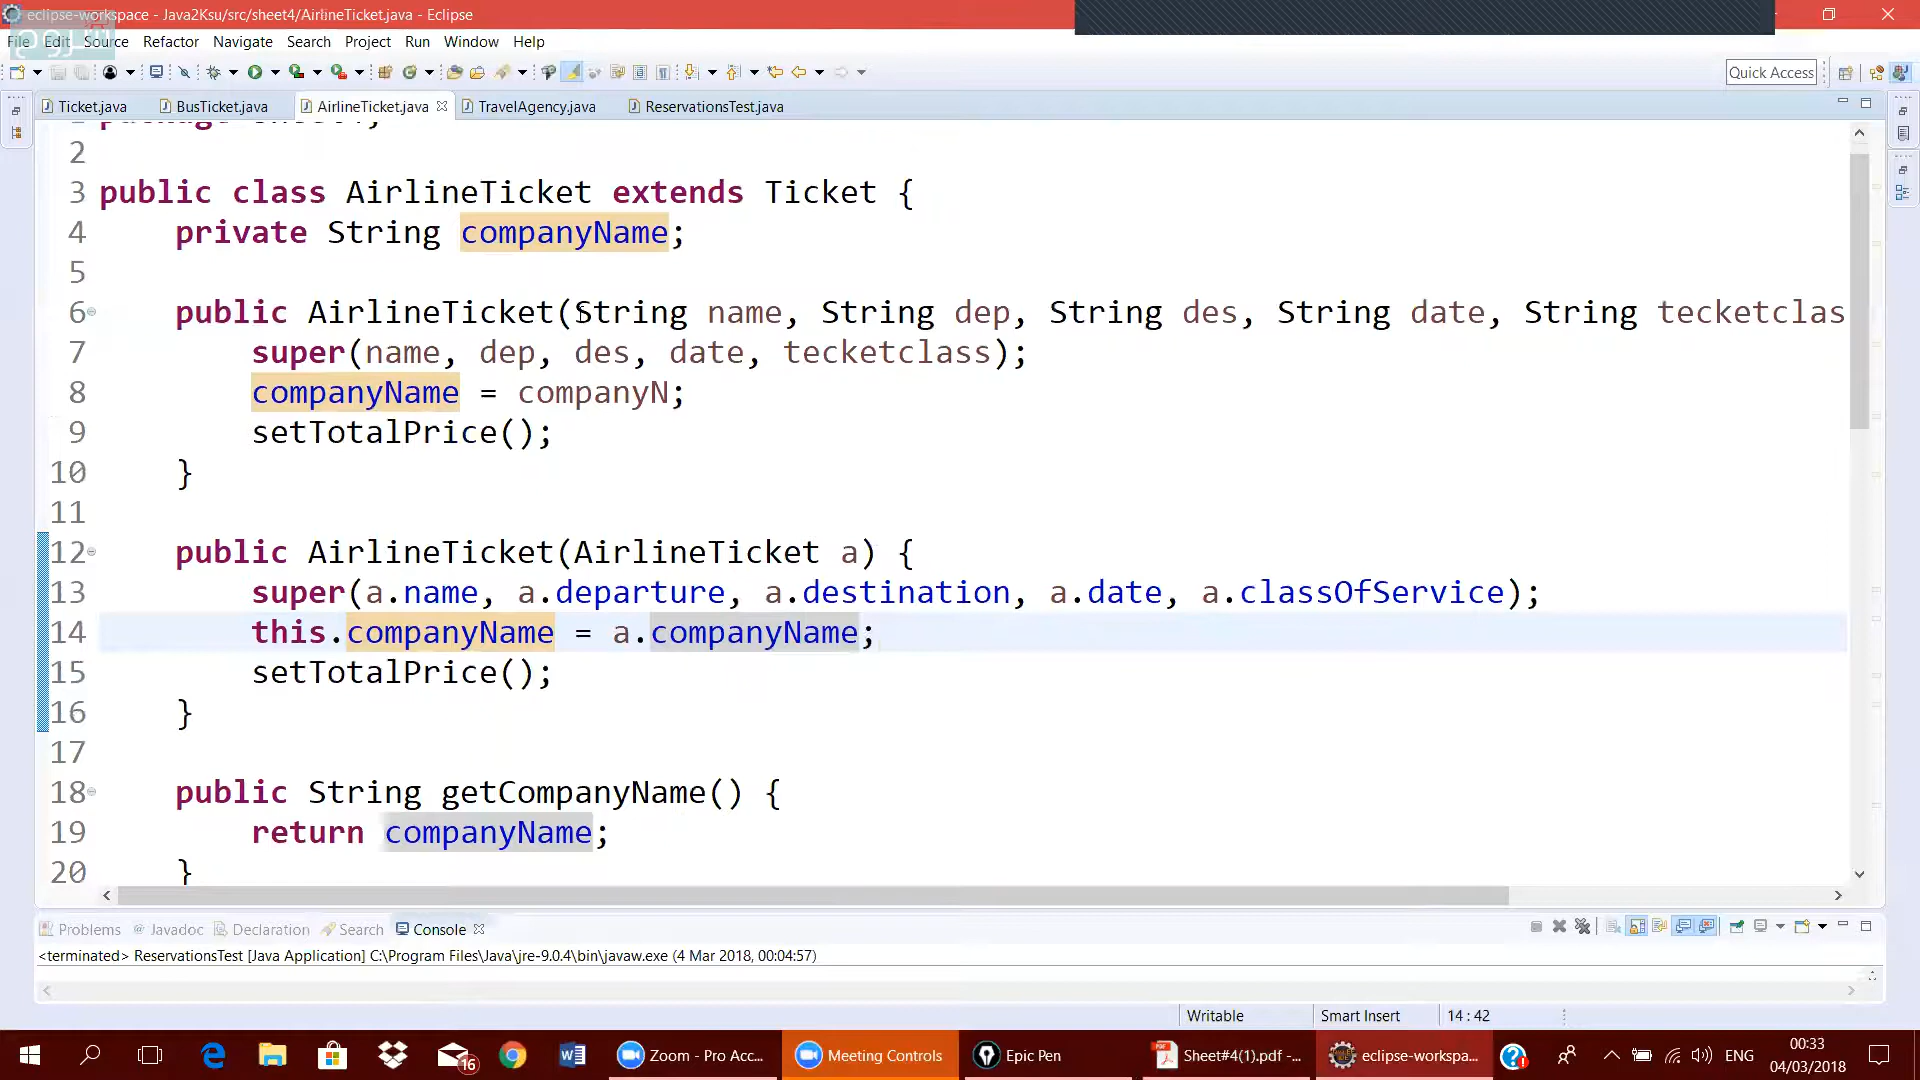 eclipse-workspace - Java2Ksu/src/sheet4/AirlineTicket.java - Eclipse
File Edit Source Refactor Navigate Search Project Run Window Help
Quick Access
Ticket.java BusTicket.java AirlineTicket.java TravelAgency.java ReservationsTest.java
2
3 public class AirlineTicket extends Ticket {
4 private String companyName;
5
6 public AirlineTicket(String name, String dep, String des, String date, String tecketclas
7 super(name, dep, des, date, tecketclass);
8 companyName = companyN;
9 setTotalPrice();
10 }
11
12 public AirlineTicket(AirlineTicket a) {
13 super(a.name, a.departure, a.destination, a.date, a.classOfService);
14 this.companyName = a.companyName;
15 setTotalPrice();
16 }
17
18 public String getCompanyName() {
19 return companyName;
20 }
Problems @ Javadoc Declaration Search Console
<terminated> ReservationsTest [Java Application] C:\Program Files\Java\jre-9.0.4\bin\javaw.exe (4 Mar 2018, 00:04:57)
Writable Smart Insert 14 : 42
16 Zoom - Pro Acc... Meeting Controls Epic Pen Sheet#4(1).pdf -... eclipse-workspa... ENG 00:33
04/03/2018